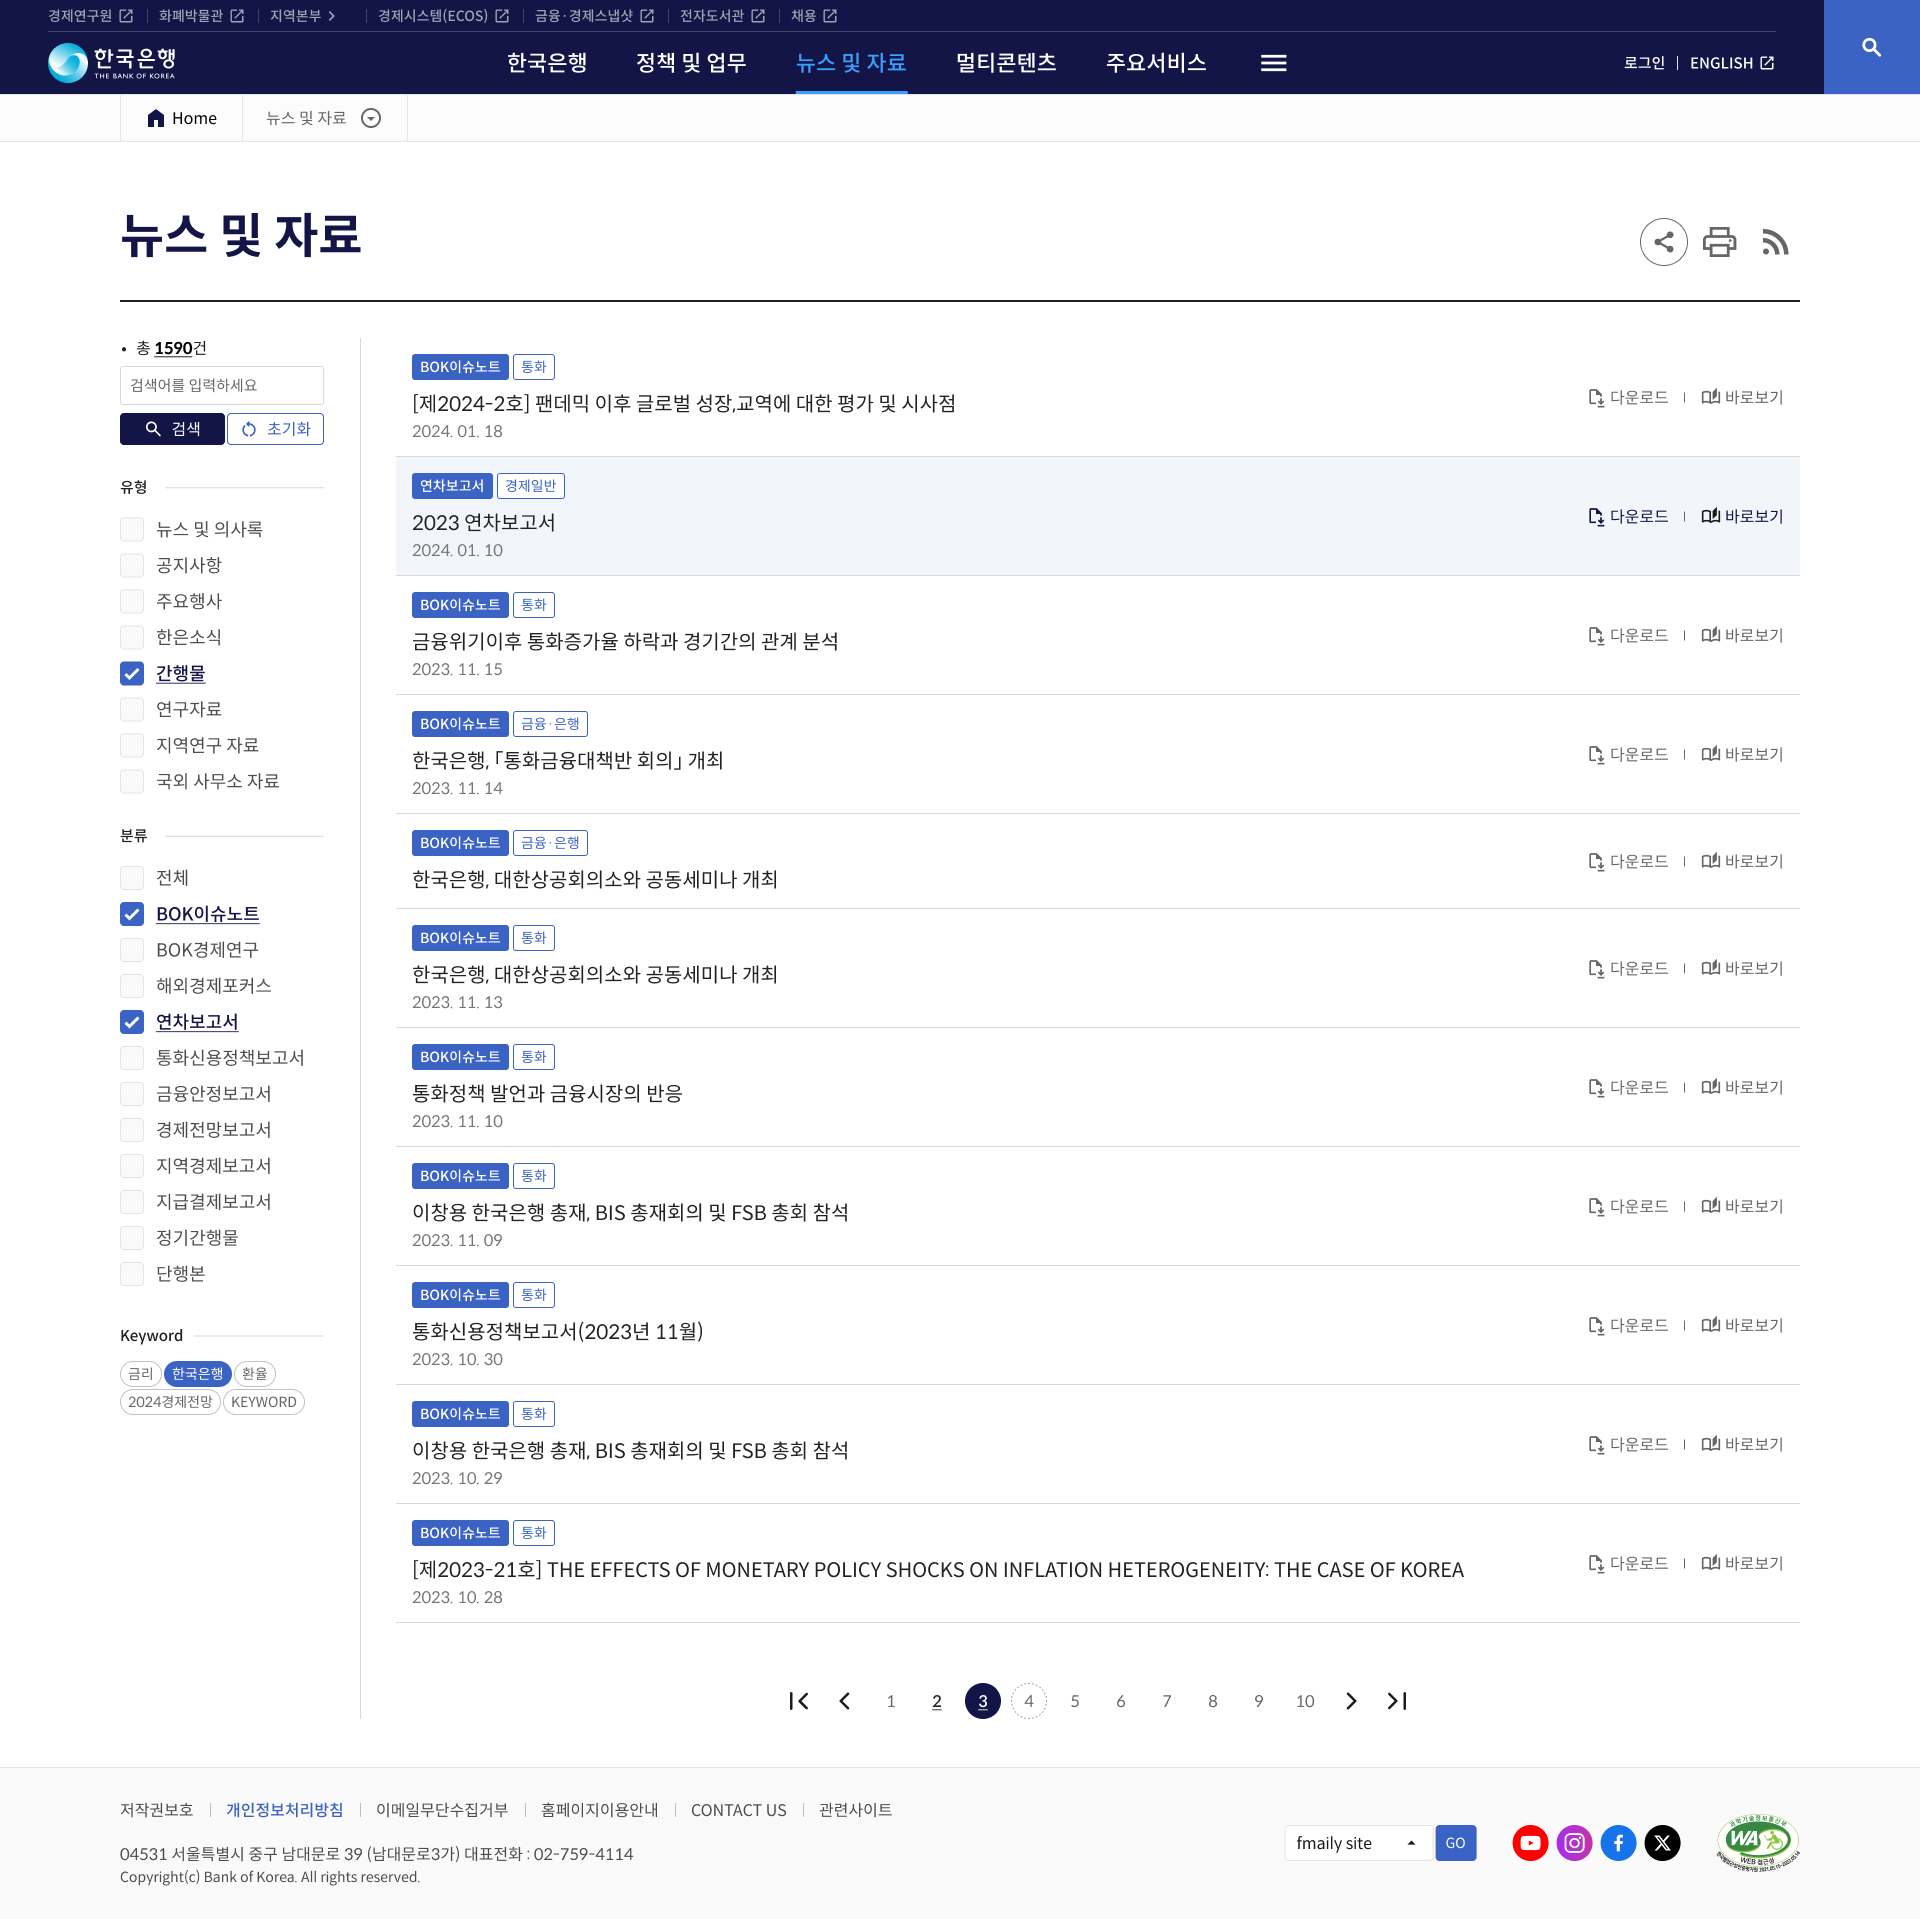 경제연구원
화폐박물관
지역본부
경제시스템(ECOS)
금융·경제스냅샷
전자도서관
채용
한국은행
THE BANK OF KOREA
한국은행
정책 및 업무
뉴스 및 자료
멀티콘텐츠
주요서비스
로그인
ENGLISH
Home
뉴스 및 자료
뉴스 및 자료
• 총 1590건
검색어를 입력하세요
검색
초기화
유형
뉴스 및 의사록
공지사항
주요행사
한은소식
간행물
연구자료
지역연구 자료
국외 사무소 자료
분류
전체
BOK이슈노트
BOK경제연구
해외경제포커스
연차보고서
통화신용정책보고서
금융안정보고서
경제전망보고서
지역경제보고서
지급결제보고서
정기간행물
단행본
Keyword
금리 한국은행 환율
2024경제전망 KEYWORD
BOK이슈노트 통화
[제2024-2호] 팬데믹 이후 글로벌 성장,교역에 대한 평가 및 시사점
2024. 01. 18
다운로드 바로보기
연차보고서 경제일반
2023 연차보고서
2024. 01. 10
다운로드 바로보기
BOK이슈노트 통화
금융위기이후 통화증가율 하락과 경기간의 관계 분석
2023. 11. 15
다운로드 바로보기
BOK이슈노트 금융·은행
한국은행, 「통화금융대책반 회의」 개최
2023. 11. 14
다운로드 바로보기
BOK이슈노트 금융·은행
한국은행, 대한상공회의소와 공동세미나 개최
다운로드 바로보기
BOK이슈노트 통화
한국은행, 대한상공회의소와 공동세미나 개최
2023. 11. 13
다운로드 바로보기
BOK이슈노트 통화
통화정책 발언과 금융시장의 반응
2023. 11. 10
다운로드 바로보기
BOK이슈노트 통화
이창용 한국은행 총재, BIS 총재회의 및 FSB 총회 참석
2023. 11. 09
다운로드 바로보기
BOK이슈노트 통화
통화신용정책보고서(2023년 11월)
2023. 10. 30
다운로드 바로보기
BOK이슈노트 통화
이창용 한국은행 총재, BIS 총재회의 및 FSB 총회 참석
2023. 10. 29
다운로드 바로보기
BOK이슈노트 통화
[제2023-21호] THE EFFECTS OF MONETARY POLICY SHOCKS ON INFLATION HETEROGENEITY: THE CASE OF KOREA
2023. 10. 28
다운로드 바로보기
1 2 3 4 5 6 7 8 9 10
저작권보호
개인정보처리방침
이메일무단수집거부
홈페이지이용안내
CONTACT US
관련사이트
04531 서울특별시 중구 남대문로 39 (남대문로3가) 대표전화 : 02-759-4114
Copyright(c) Bank of Korea. All rights reserved.
fmaily site
GO
과학기술정보통신부
WA
WEB 접근성